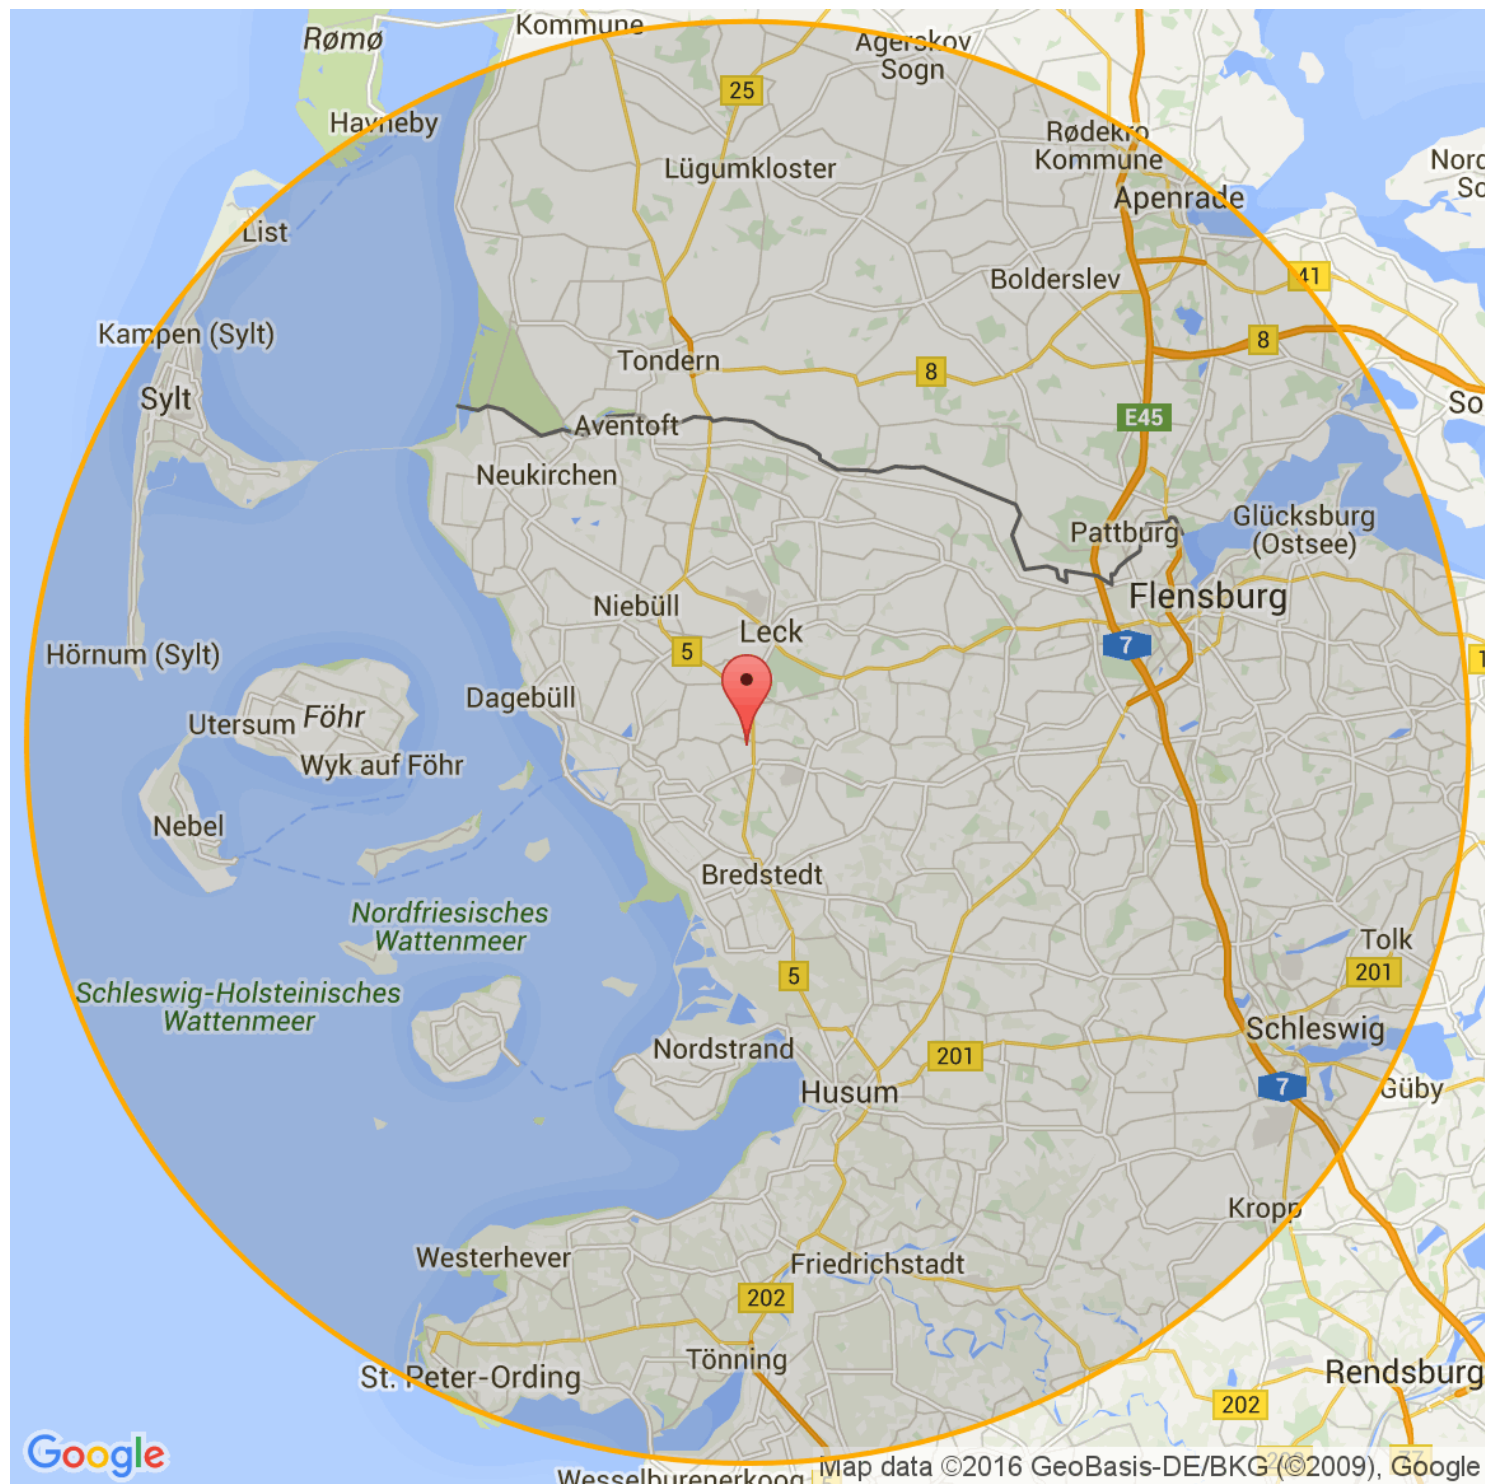 Kommune
Rømø
Agerskov
Sogn
25
Havneby
Rødekro
Kommune
Lügumkloster
Apenrade
List
Bolderslev
41
Kampen (Sylt)
8
Tondern
8
Sylt
So
E45
Aventoft
Neukirchen
Glücksburg
(Ostsee)
Pattburg
Flensburg
Niebüll
Leck
7
5
Hörnum (Sylt)
Dagebüll
Utersum
Föhr
Wyk auf Föhr
Nebel
Bredstedt
Nordfriesisches
Wattenmeer
Tolk
201
5
Schleswig-Holsteinisches
Wattenmeer
Schleswig
Nordstrand
201
Husum
7
Güby
Kropp
Westerhever
Friedrichstadt
202
Tönning
St. Peter-Ording
Rendsburg
202
Google
Wesselburenerkoog
Map data ©2016 GeoBasis-DE/BKG (©2009), Google